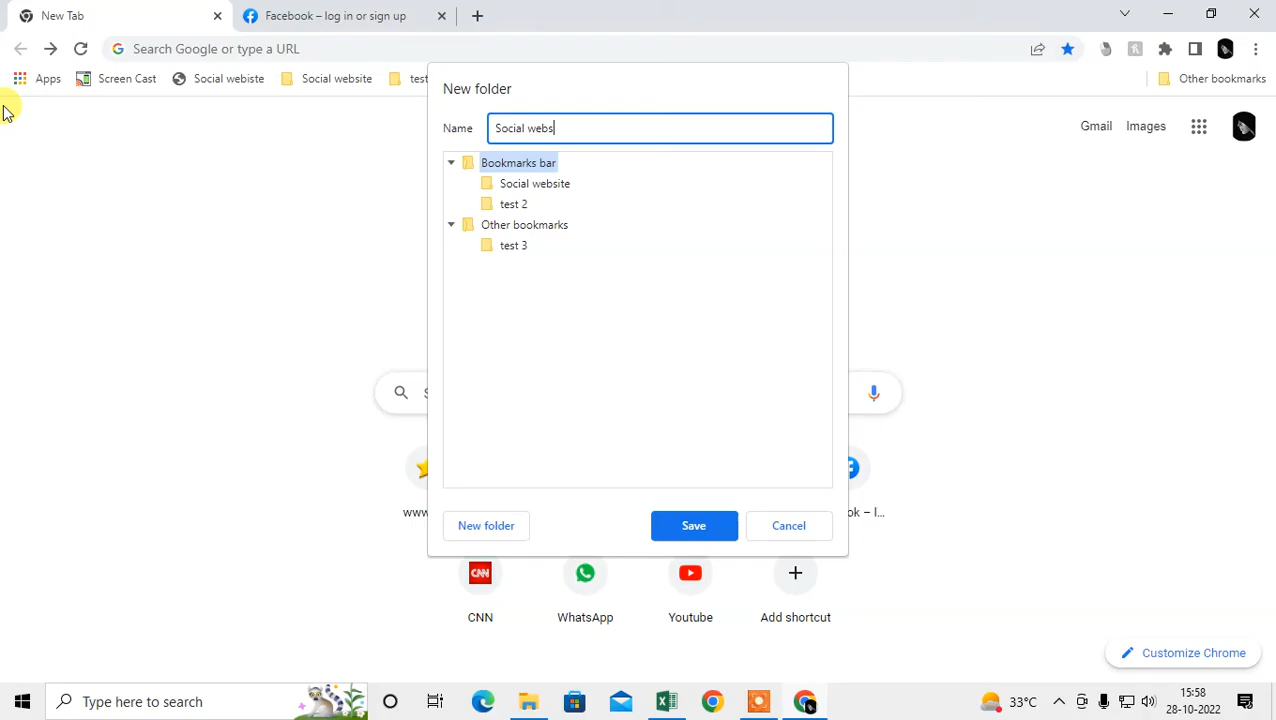 New Tab
Facebook – log in or sign up
Search Google or type a URL
Apps
Screen Cast
Social webiste
Social website
test
Other bookmarks
New folder
Name
Social webs
Bookmarks bar
Social website
test 2
Other bookmarks
test 3
Gmail
Images
www
ok – l...
New folder
Save
Cancel
CNN
CNN
WhatsApp
Youtube
Add shortcut
Customize Chrome
Type here to search
33°C
15:58
28-10-2022